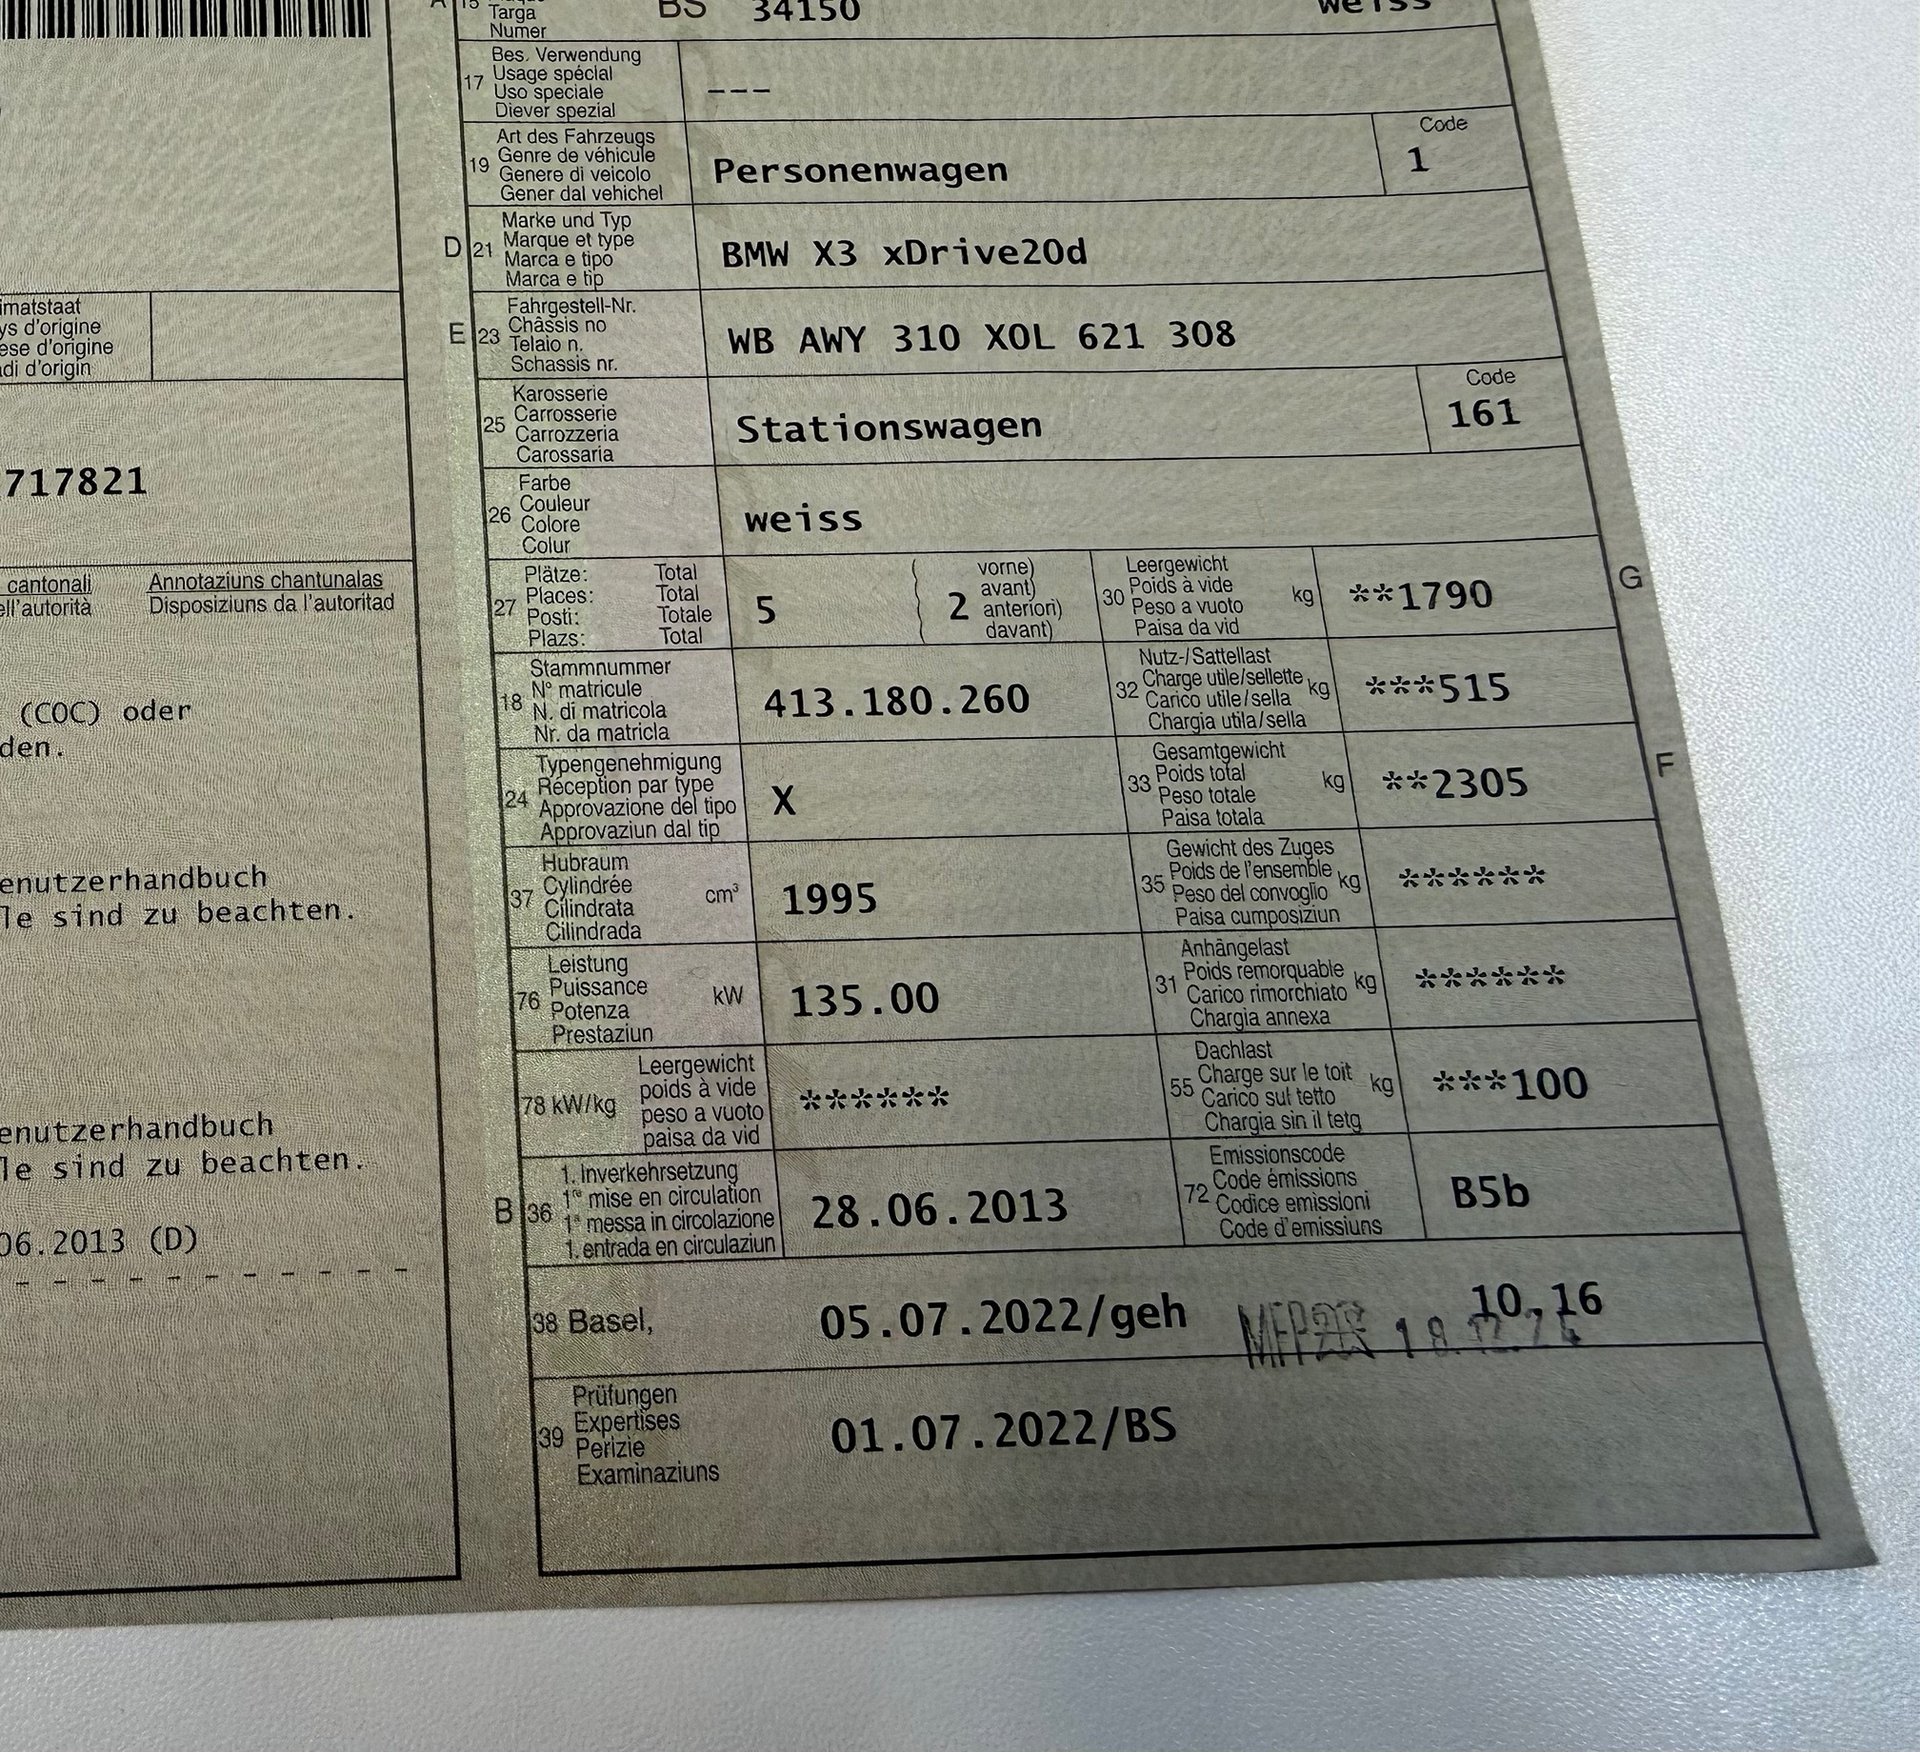 A 15 Targa BS 34150 weiss
Numer
Bes. Verwendung
17 Usage spécial
Uso speciale
Diever spezial
---
Art des Fahrzeugs
19 Genre de véhicule
Genere di veicolo
Gener dal vehichel
Personenwagen
Code
1
Marke und Typ
D 21 Marque et type
Marca e tipo
Marca e tip
BMW X3 xDrive20d
Fahrgestell-Nr.
E 23 Châssis no
Telaio n.
Schassis nr.
WB AWY 310 X0L 621 308
Karosserie
25 Carrosserie
Carrozzeria
Carossaria
Stationswagen
Code
161
Farbe
26 Couleur
Colore
Colur
weiss
Plätze: Total
27 Places: Total
Posti: Totale
Plazs: Total
5
( 2 vorne)
avant)
anteriori)
davant)
Leergewicht
30 Poids à vide kg
Peso a vuoto
Paisa da vid
**1790
G
Stammnummer
18 N° matricule
N. di matricola
Nr. da matricla
413.180.260
Nutz-/Sattellast
32 Charge utile/sellette kg
Carico utile/sella
Chargia utila/sella
***515
Typengenehmigung
24 Réception par type
Approvazione del tipo
Approvaziun dal tip
X
Gesamtgewicht
33 Poids total kg
Peso totale
Paisa totala
**2305
F
Hubraum
37 Cylindrée cm³
Cilindrata
Cilindrada
1995
Gewicht des Zuges
35 Poids de l'ensemble kg
Peso del convoglio
Paisa cumposiziun
******
Leistung
76 Puissance kW
Potenza
Prestaziun
135.00
Anhängelast
31 Poids remorquable kg
Carico rimorchiato
Chargia annexa
******
78 kW/kg Leergewicht
poids à vide
peso a vuoto
paisa da vid
******
Dachlast
55 Charge sur le toit kg
Carico sul tetto
Chargia sin il tetg
***100
1. Inverkehrsetzung
B 36 1re mise en circulation
1a messa in circolazione
1. entrada en circulaziun
28.06.2013
Emissionscode
72 Code émissions
Codice emissioni
Code d'emissiuns
B5b
38 Basel, 05.07.2022/geh 10.16
Prüfungen
39 Expertises
Perizie
Examinaziuns
01.07.2022/BS
imatstaat
ys d'origine
ese d'origine
adi d'origin
717821
cantonali Annotaziuns chantunalas
ell'autorità Disposiziuns da l'autoritad
(COC) oder
den.
enutzerhandbuch
le sind zu beachten.
enutzerhandbuch
le sind zu beachten.
06.2013 (D)
- - - - - - - - - - -